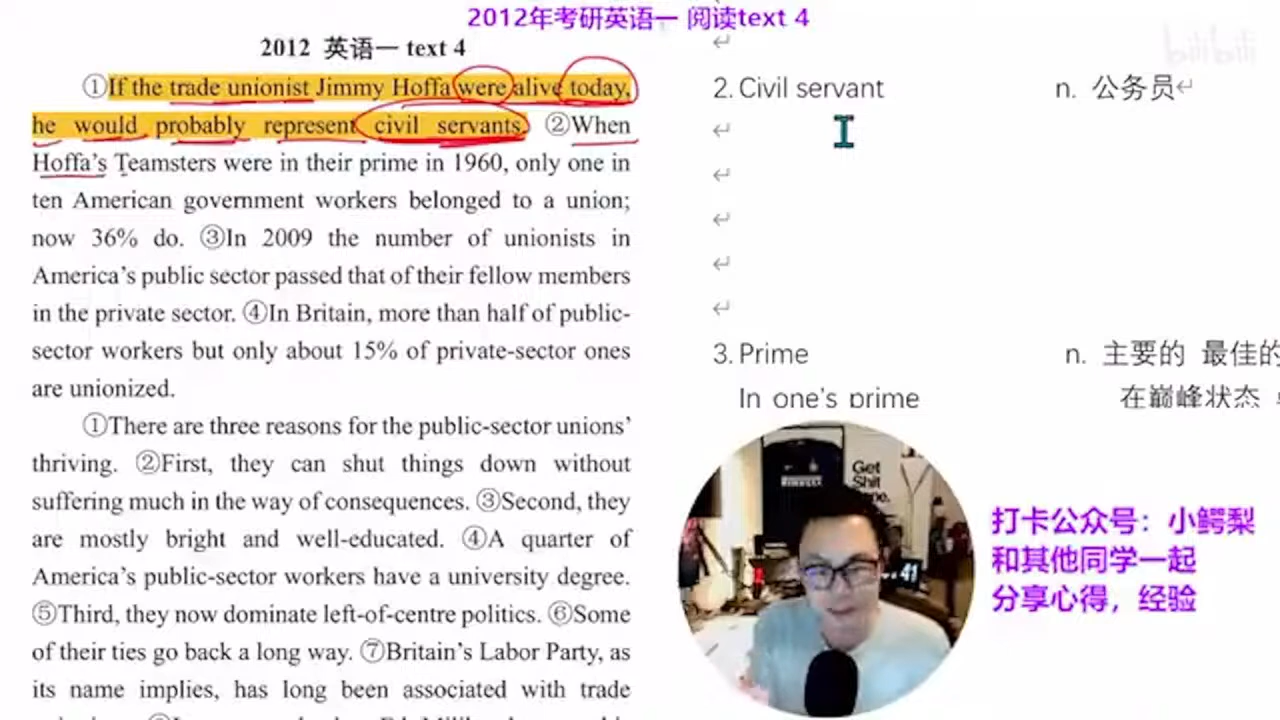 2012年考研英语一 阅读text 4
bilibili
2012 英语一 text 4
①If the trade unionist Jimmy Hoffa were alive today,
he would probably represent civil servants. ②When
Hoffa's Teamsters were in their prime in 1960, only one in
ten American government workers belonged to a union;
now 36% do. ③In 2009 the number of unionists in
America's public sector passed that of their fellow members
in the private sector. ④In Britain, more than half of public-
sector workers but only about 15% of private-sector ones
are unionized.
①There are three reasons for the public-sector unions'
thriving. ②First, they can shut things down without
suffering much in the way of consequences. ③Second, they
are mostly bright and well-educated. ④A quarter of
America's public-sector workers have a university degree.
⑤Third, they now dominate left-of-centre politics. ⑥Some
of their ties go back a long way. ⑦Britain's Labor Party, as
its name implies, has long been associated with trade
2. Civil servant n. 公务员
3. Prime n. 主要的 最佳的
In one's prime 在巅峰状态
Get
Shit
打卡公众号：小鳄梨
和其他同学一起
分享心得，经验